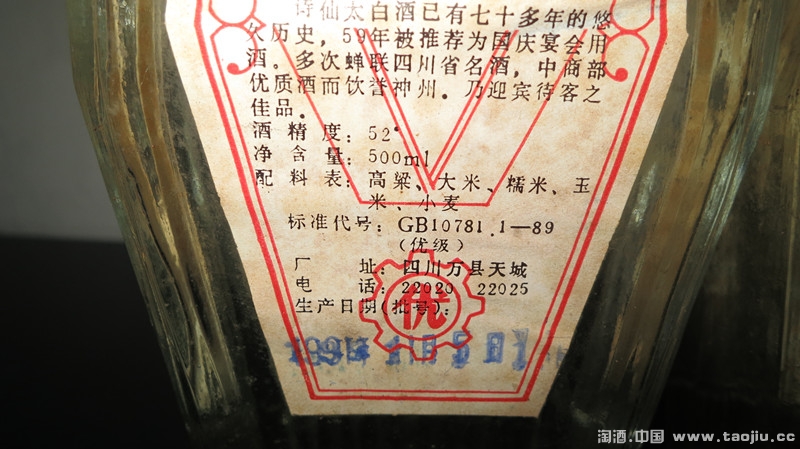 诗仙太白酒已有七十多年的悠
久历史，59年被推荐为国庆宴会用
酒。多次蝉联四川省名酒，中商部
优质酒而饮誉神州。乃迎宾待客之
佳品。
酒精度：52°
净含量：500ml
配料表：高粱、大米、糯米、玉
米、小麦
标准代号：GB10781.1—89
（优级）
厂址：四川万县天城
电话：22020 22025
生产日期(批号)：
优
淘酒.中国 www.taojiu.cc